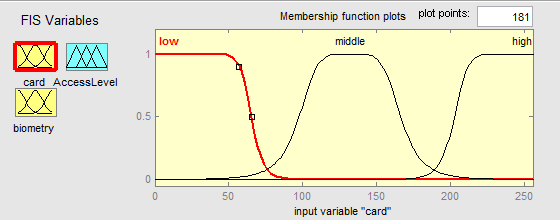 FIS Variables
card
AccessLevel
biometry
Membership function plots
plot points:
181
low
middle
high
1
0.5
0
0
50
100
150
200
250
input variable "card"